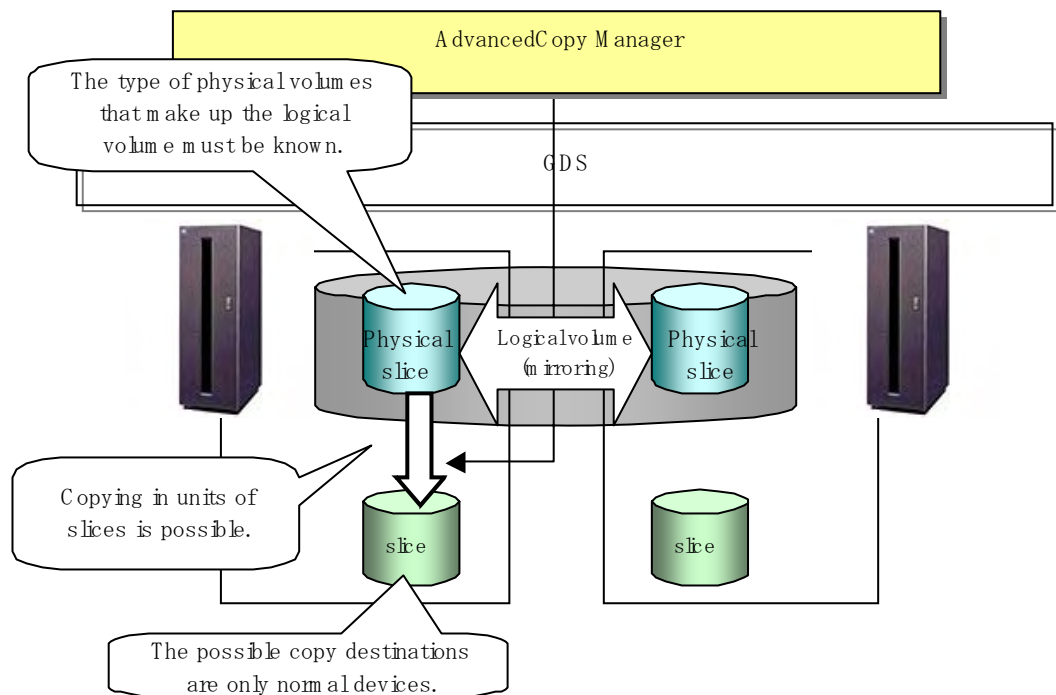 AdvancedCopy Manager
The type of physical volumes
that make up the logical
volume must be known.
GDS
Physical
slice
Logical volume
(mirroring)
Physical
slice
Copying in units of
slices is possible.
slice
slice
The possible copy destinations
are only normal devices.